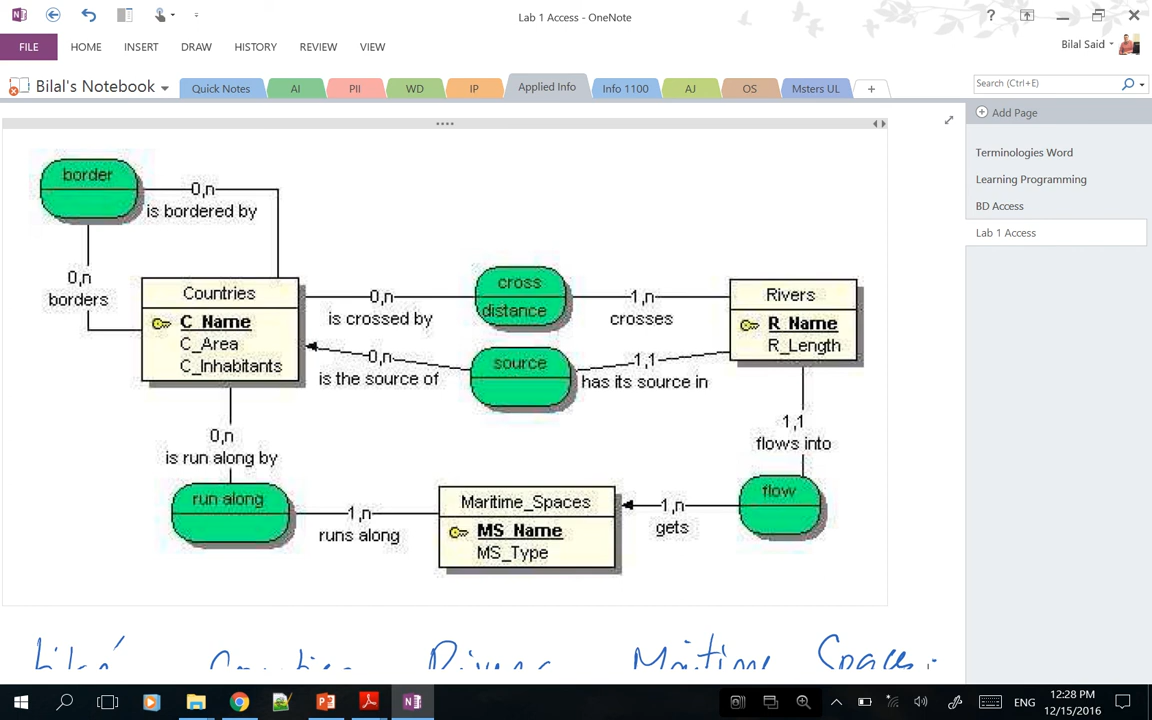 Lab 1 Access - OneNote
?
FILE HOME INSERT DRAW HISTORY REVIEW VIEW
Bilal Said
Bilal's Notebook
Quick Notes AI PII WD IP Applied Info Info 1100 AJ OS Msters UL +
Search (Ctrl+E)
Add Page
Terminologies Word
Learning Programming
BD Access
Lab 1 Access
border
0,n
is bordered by
0,n
borders
Countries
C_Name
C_Area
C_Inhabitants
0,n
is crossed by
cross
distance
1,n
crosses
Rivers
R_Name
R_Length
0,n
is the source of
source
1,1
has its source in
0,n
is run along by
run along
1,n
runs along
Maritime_Spaces
MS_Name
MS_Type
1,n
gets
flow
1,1
flows into
Rivers Maritime Spaces:
ENG
12:28 PM
12/15/2016